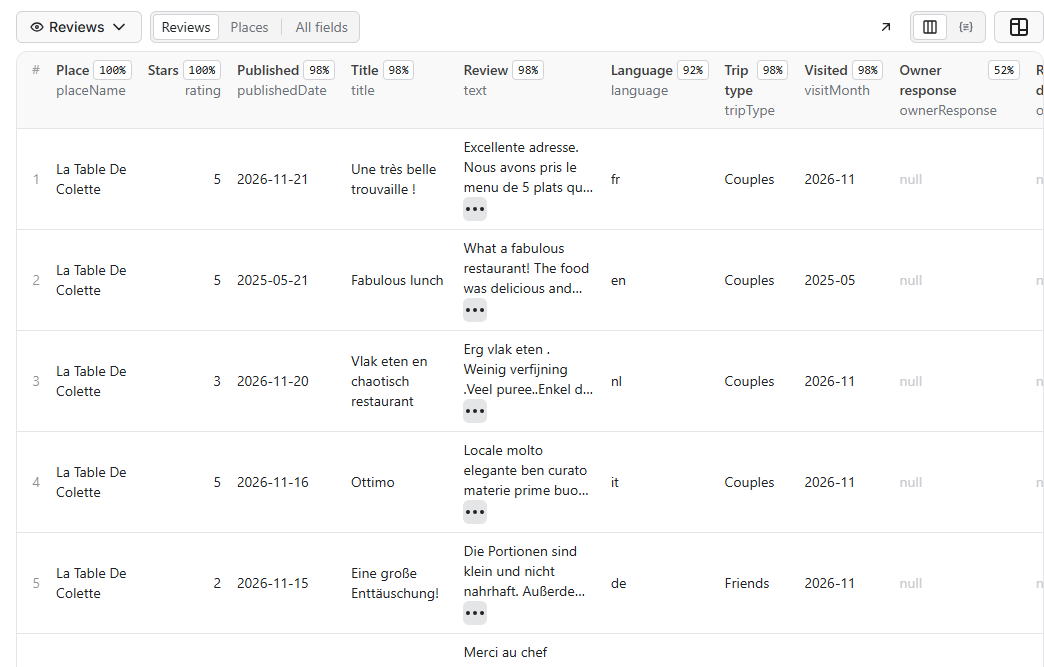 Reviews
Reviews Places All fields
# Place 100% Stars 100% Published 98% Title 98% Review 98% Language 92% Trip type 98% Visited 98% Owner response 52% R d
placeName rating publishedDate title text language tripType visitMonth ownerResponse o
1 La Table De Colette 5 2026-11-21 Une très belle trouvaille ! Excellente adresse. Nous avons pris le menu de 5 plats qu... fr Couples 2026-11 null n
2 La Table De Colette 5 2025-05-21 Fabulous lunch What a fabulous restaurant! The food was delicious and... en Couples 2025-05 null n
3 La Table De Colette 3 2026-11-20 Vlak eten en chaotisch restaurant Erg vlak eten . Weinig verfijning .Veel puree..Enkel d... nl Couples 2026-11 null n
4 La Table De Colette 5 2026-11-16 Ottimo Locale molto elegante ben curato materie prime buo... it Couples 2026-11 null n
5 La Table De Colette 2 2026-11-15 Eine große Enttäuschung! Die Portionen sind klein und nicht nahrhaft. Außerde... de Friends 2026-11 null n
Merci au chef